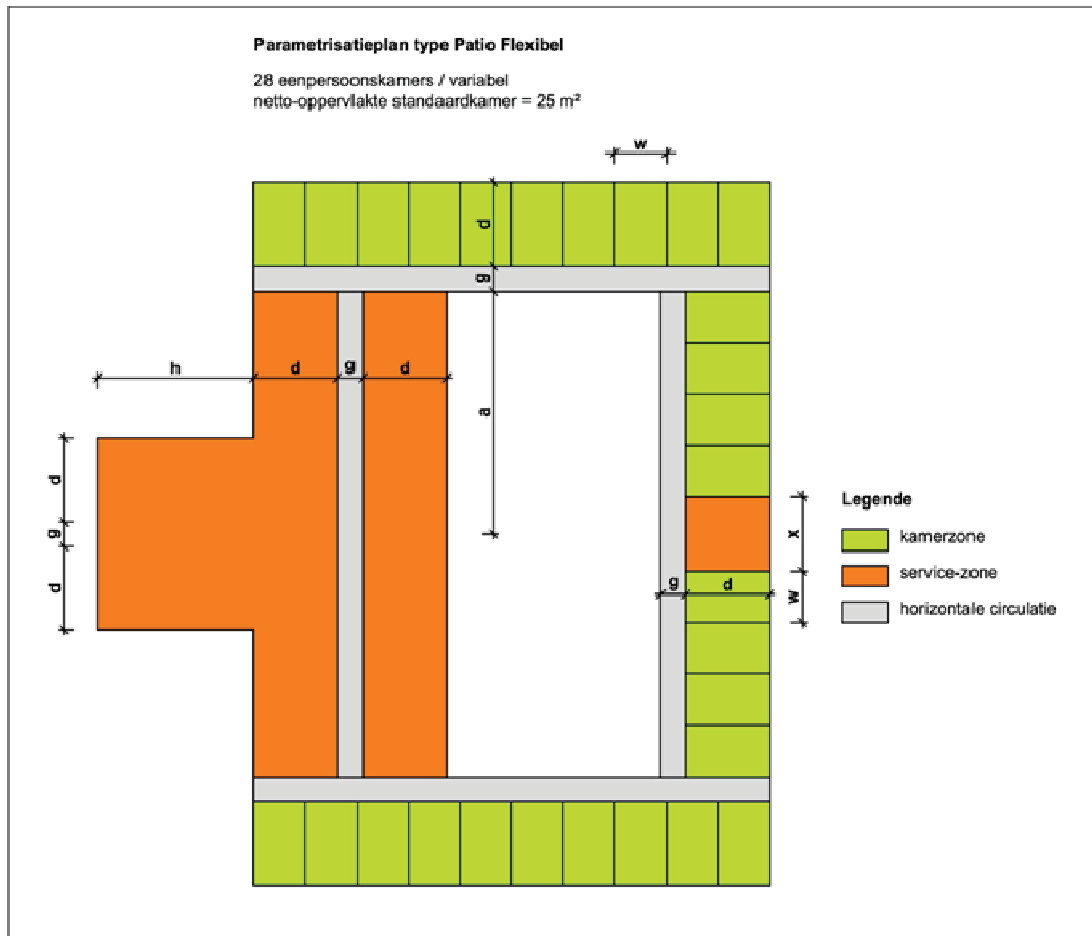 Parametrisatieplan type Patio Flexibel
28 eenpersoonskamers / variabel
netto-oppervlakte standaardkamer = 25 m²
w
d
g
h
d
g
d
a
d
g
d
x
w
g
d
Legende
kamerzone
service-zone
horizontale circulatie